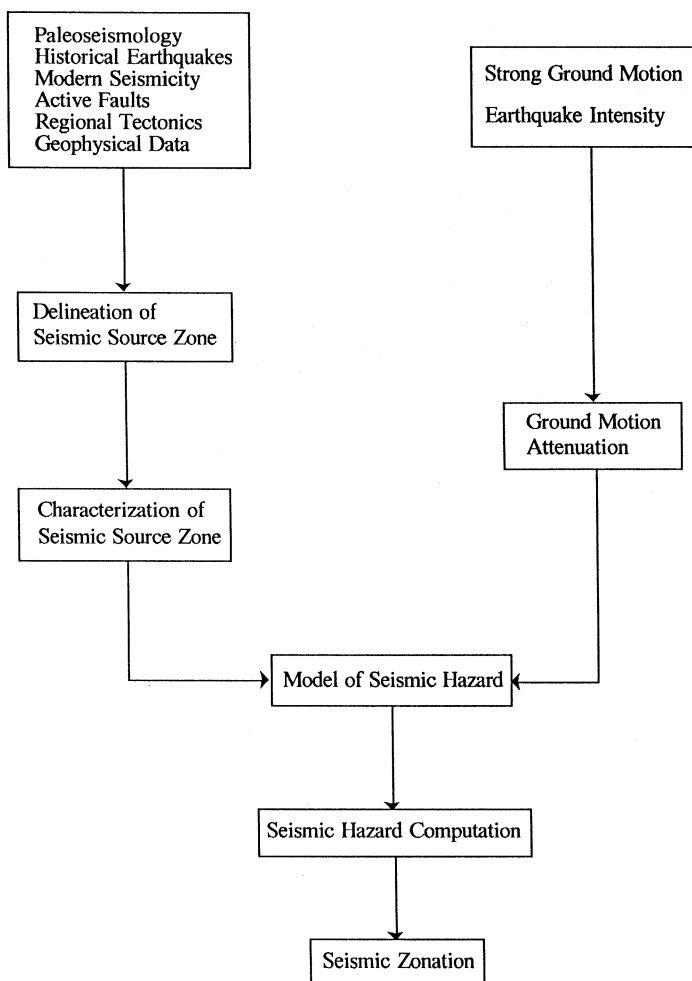 Paleoseismology
Historical Earthquakes
Modern Seismicity
Active Faults
Regional Tectonics
Geophysical Data
Strong Ground Motion
Earthquake Intensity
Delineation of
Seismic Source Zone
Ground Motion
Attenuation
Characterization of
Seismic Source Zone
Model of Seismic Hazard
Seismic Hazard Computation
Seismic Zonation